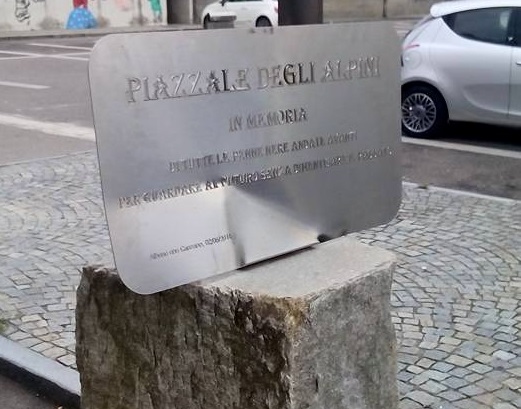 PIAZZALE DEGLI ALPINI
IN MEMORIA
DI TUTTE LE PENNE NERE ANDATE AVANTI
PER GUARDARE AL FUTURO SENZA DIMENTICARE IL PASSATO